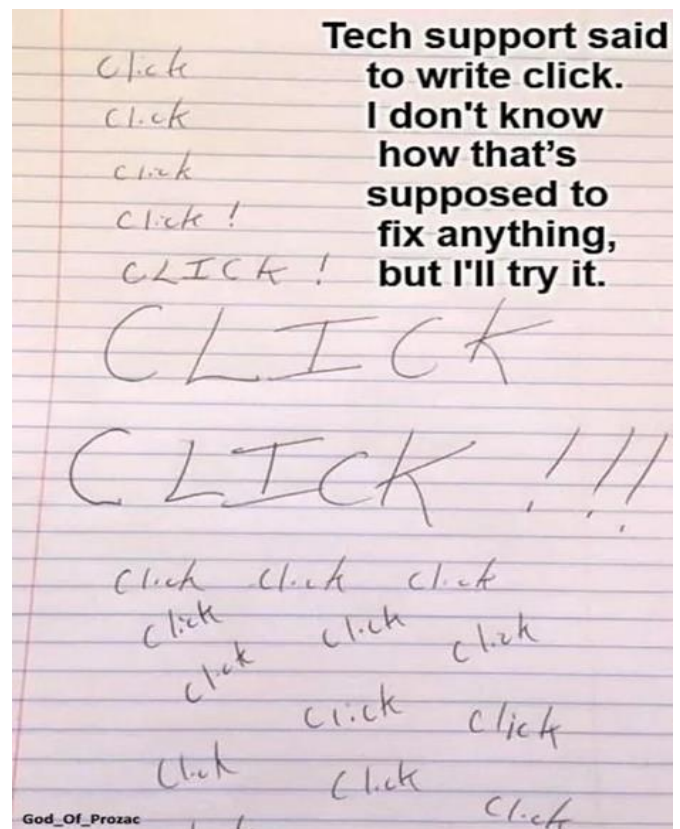 Tech support said
to write click.
I don't know
how that's
supposed to
fix anything,
but I'll try it.
Click
Click
click
Click !
CLICK !
CLICK
CLICK !!!
Click Click Click
Click Click Click
Click
Click Click
Click Click
Click
God_Of_Prozac